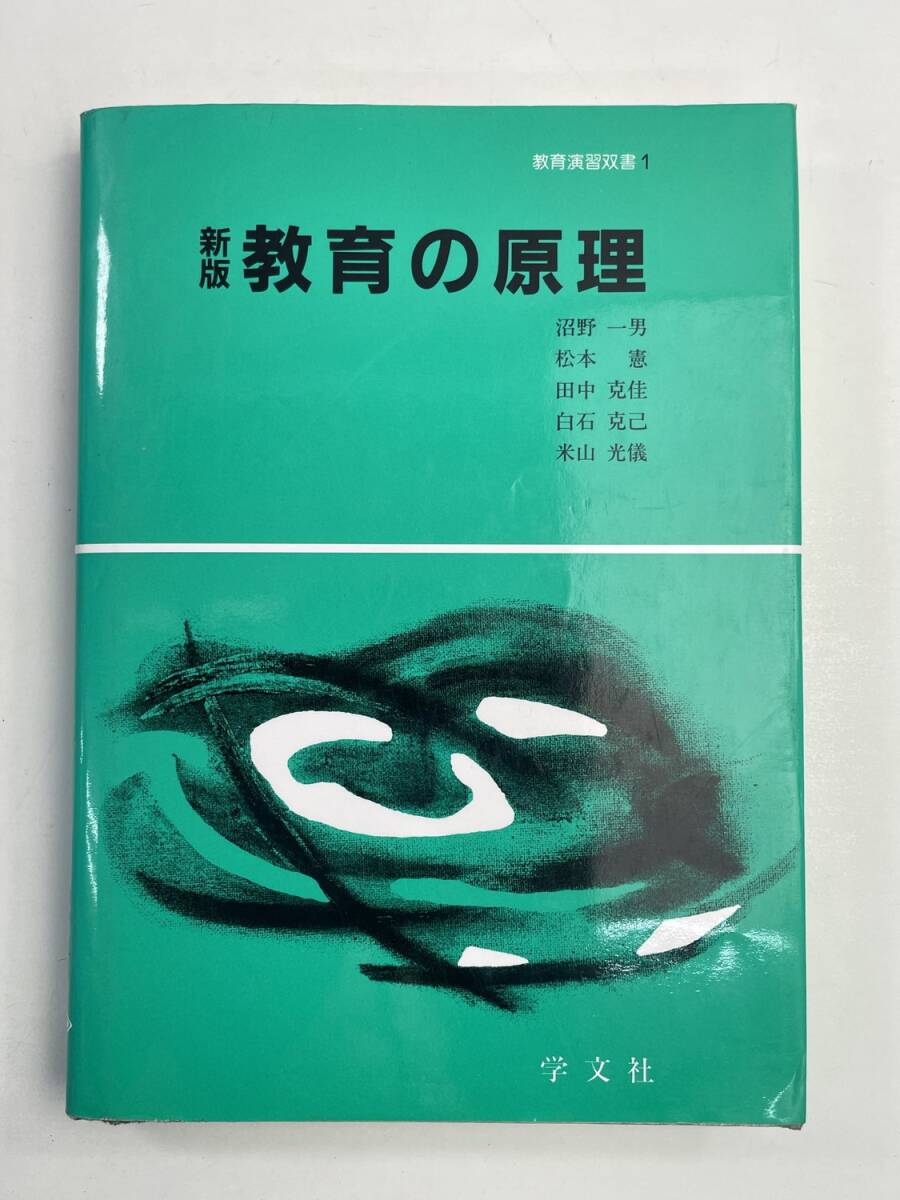 教育演習双書1
新版 教育の原理
沼野 一男
松本 憲
田中 克佳
白石 克己
米山 光儀
学文社